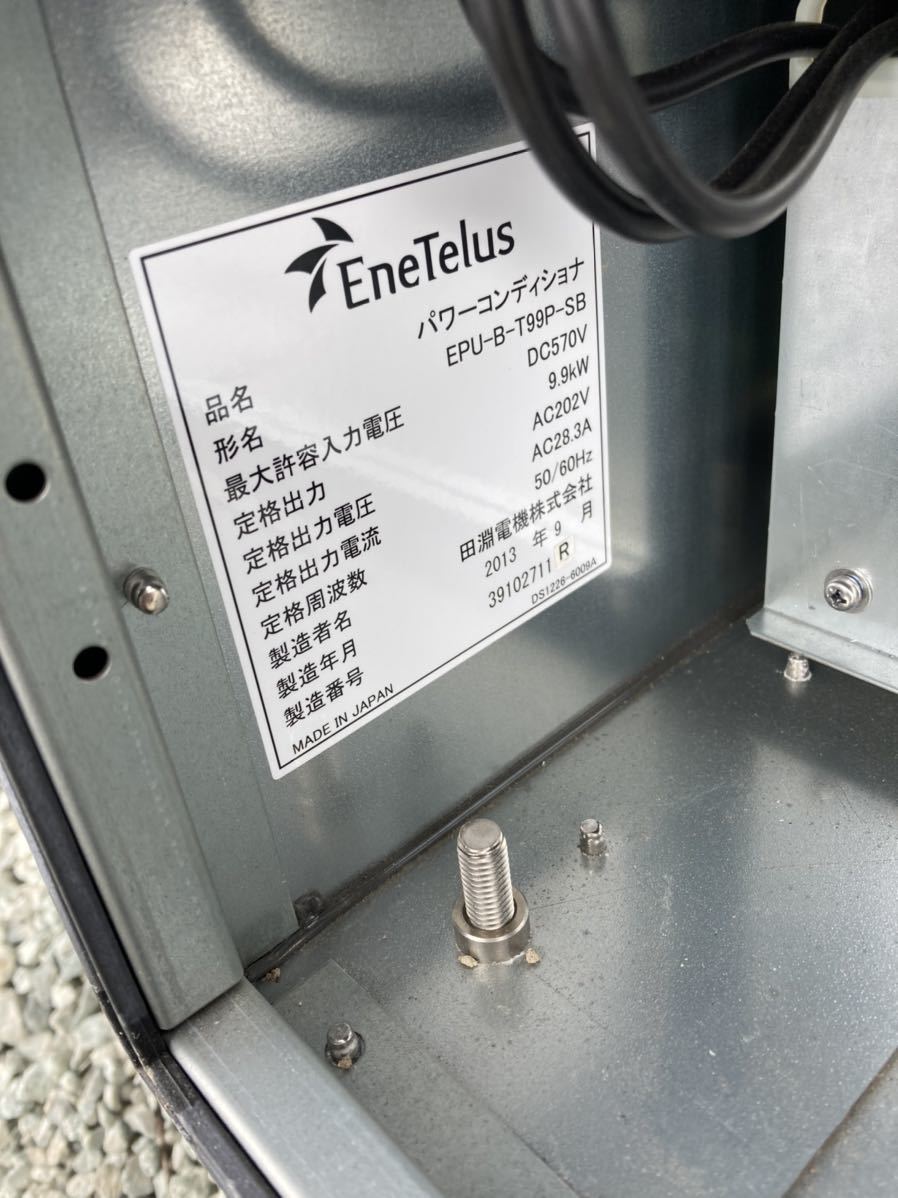 EneTelus
品名 パワーコンディショナ
形名 EPU-B-T99P-SB
最大許容入力電圧 DC570V
定格出力 9.9kW
定格出力電圧 AC202V
定格出力電流 AC28.3A
定格周波数 50/60Hz
製造者名 田淵電機株式会社
製造年月 2013 年 9 月
製造番号 39102711 R
MADE IN JAPAN DS1226-6009A